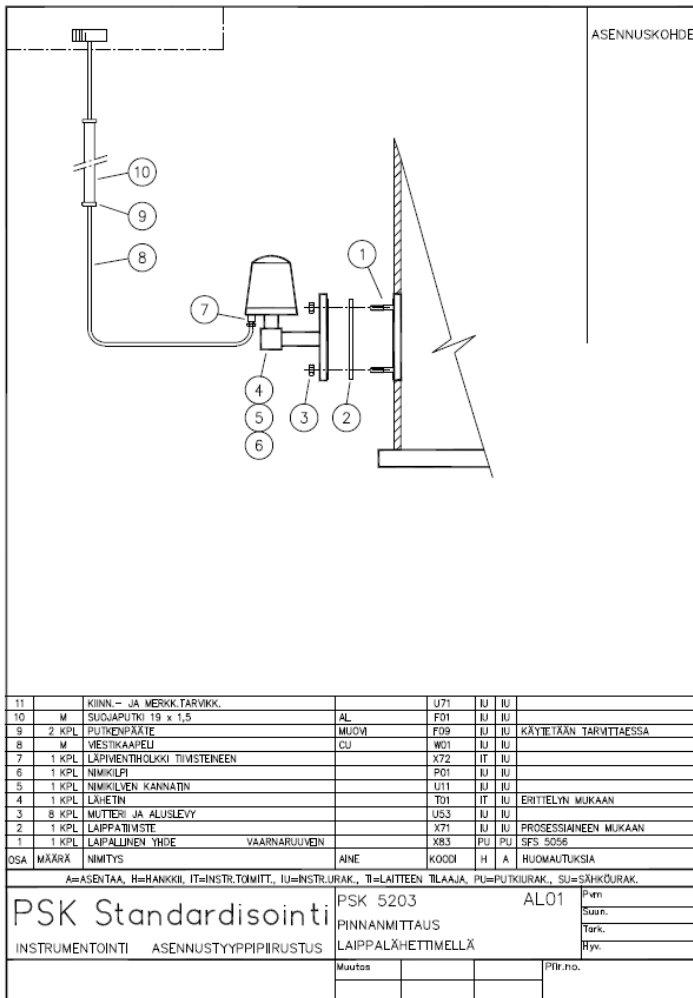 ASENNUSKOHDE
10
9
8
7
1
4
5
6
3
2
11 KIINN.- JA MERKK.TARVIKK. U71 IU IU
10 M SUOJAPUTKI 19 x 1,5 AL F01 IU IU
9 2 KPL PUTKENPÄÄTE MUOVI F09 IU IU KÄYTETÄÄN TARVITTAESSA
8 M VIESTIKAAPELI CU W01 IU IU
7 1 KPL LÄPIVIENTIHOLKKI TIIVISTEINEEN X72 IT IU
6 1 KPL NIMIKILPI P01 IU IU
5 1 KPL NIMIKILVEN KANNATIN U11 IU IU
4 1 KPL LÄHETIN T01 IT IU ERITTELYN MUKAAN
3 8 KPL MUTTERI JA ALUSLEVY U53 IU IU
2 1 KPL LAIPPATIIVISTE X71 IU IU PROSESSIAINEEN MUKAAN
1 1 KPL LAIPALLINEN YHDE VAARNARUUVEIN X83 PU PU SFS 5056
OSA MÄÄRÄ NIMITYS AINE KOODI H A HUOMAUTUKSIA
A=ASENTAA, H=HANKKII, IT=INSTR.TOIMITT., IU=INSTR.URAK., TI=LAITTEEN TILAAJA, PU=PUTKIURAK., SU=SÄHKÖURAK.
PSK Standardisointi
INSTRUMENTOINTI ASENNUSTYYPPIPIIRUSTUS
PSK 5203 AL01
PINNANMITTAUS
LAIPPALÄHETTIMELLÄ
Pvm
Suun.
Tark.
Hyv.
Muutos
Piir.no.